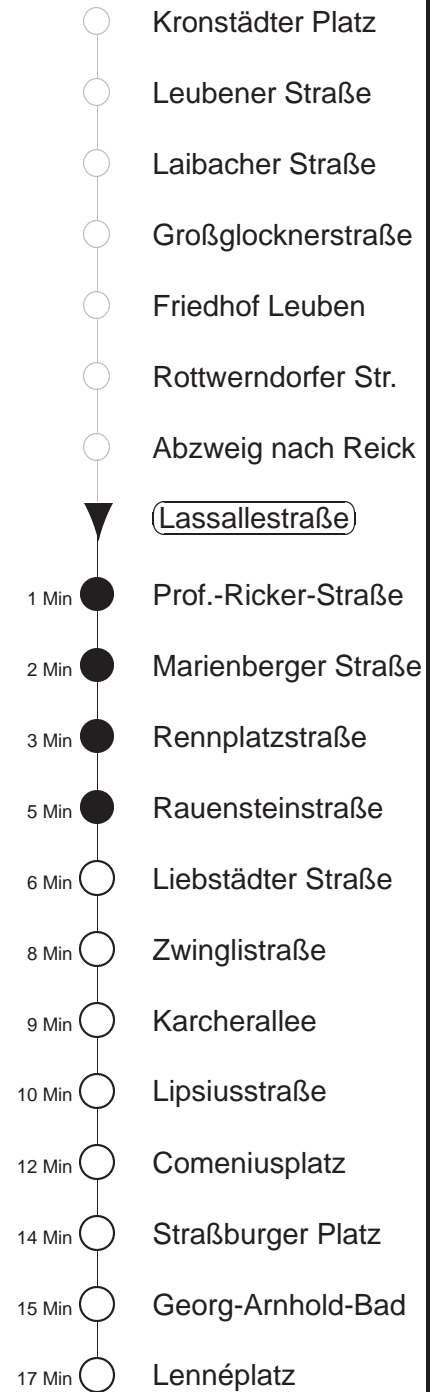 Kronstädter Platz
Leubener Straße
Laibacher Straße
Großglocknerstraße
Friedhof Leuben
Rottwerndorfer Str.
Abzweig nach Reick
Lassallestraße
1 Min Prof.-Ricker-Straße
2 Min Marienberger Straße
3 Min Rennplatzstraße
5 Min Rauensteinstraße
6 Min Liebstädter Straße
8 Min Zwinglistraße
9 Min Karcherallee
10 Min Lipsiusstraße
12 Min Comeniusplatz
14 Min Straßburger Platz
15 Min Georg-Arnhold-Bad
17 Min Lennéplatz